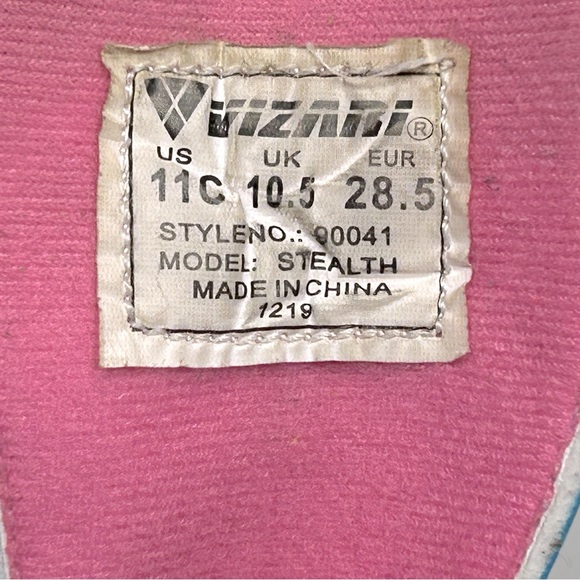 VIZARI®
US UK EUR
11C 10.5 28.5
STYLENO.: 90041
MODEL: STEALTH
MADE IN CHINA
1219